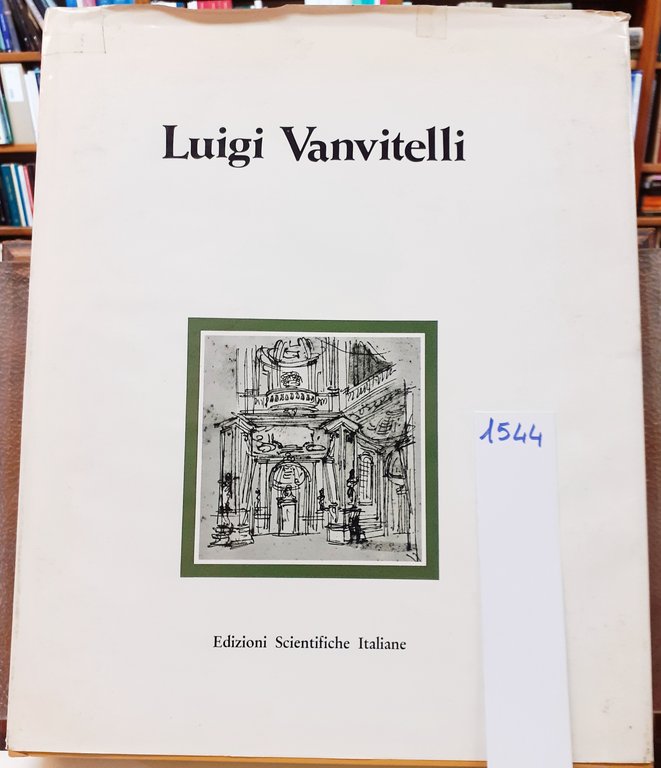 Luigi Vanvitelli
1544
Edizioni Scientifiche Italiane